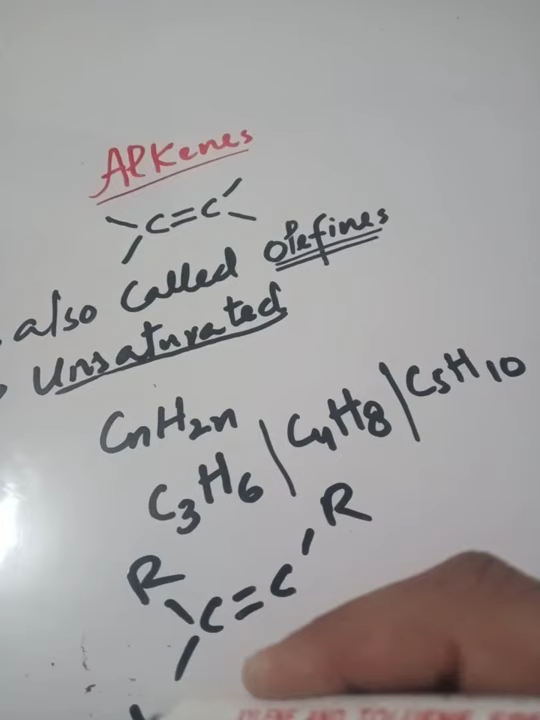 Alkenes
C=C
also called Olefines
Unsaturated
CnH2n
C3H6 | C4H8 | C5H10
R R
C=C